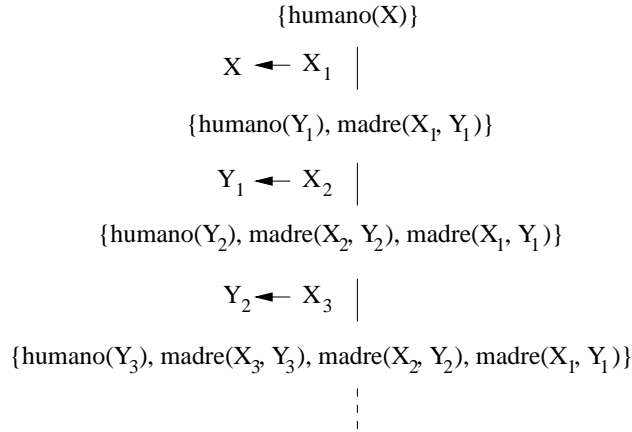 {humano(X)}
X ← X₁
{humano(Y₁), madre(X₁, Y₁)}
Y₁ ← X₂
{humano(Y₂), madre(X₂, Y₂), madre(X₁, Y₁)}
Y₂ ← X₃
{humano(Y₃), madre(X₃, Y₃), madre(X₂, Y₂), madre(X₁, Y₁)}